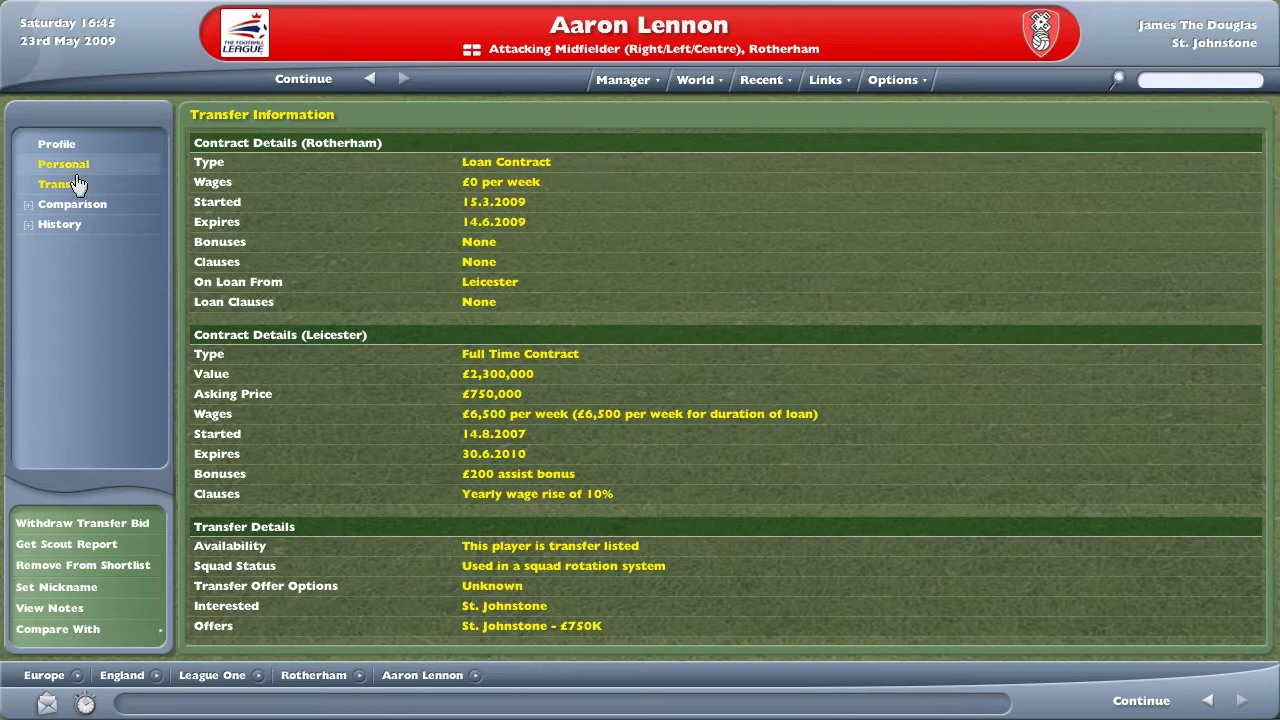 Saturday 16:45
23rd May 2009
THE FOOTBALL
LEAGUE
Aaron Lennon
Attacking Midfielder (Right/Left/Centre), Rotherham
James The Douglas
St. Johnstone
Continue
Manager
World
Recent
Links
Options
Profile
Personal
Comparison
History
Withdraw Transfer Bid
Get Scout Report
Remove From Shortlist
Set Nickname
View Notes
Compare With
Transfer Information
Contract Details (Rotherham)
Type Loan Contract
Wages £0 per week
Started 15.3.2009
Expires 14.6.2009
Bonuses None
Clauses None
On Loan From Leicester
Loan Clauses None
Contract Details (Leicester)
Type Full Time Contract
Value £2,300,000
Asking Price £750,000
Wages £6,500 per week (£6,500 per week for duration of loan)
Started 14.8.2007
Expires 30.6.2010
Bonuses £200 assist bonus
Clauses Yearly wage rise of 10%
Transfer Details
Availability This player is transfer listed
Squad Status Used in a squad rotation system
Transfer Offer Options Unknown
Interested St. Johnstone
Offers St. Johnstone - £750K
Europe
England
League One
Rotherham
Aaron Lennon
Continue